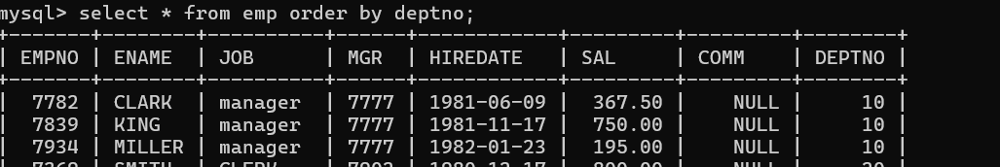 mysql> select * from emp order by deptno;
+-------+--------+----------+------+------------+---------+--------+--------+
| EMPNO | ENAME  | JOB      | MGR  | HIREDATE   | SAL     | COMM   | DEPTNO |
+-------+--------+----------+------+------------+---------+--------+--------+
|  7782 | CLARK  | manager  | 7777 | 1981-06-09 |  367.50 |   NULL |     10 |
|  7839 | KING   | manager  | 7777 | 1981-11-17 |  750.00 |   NULL |     10 |
|  7934 | MILLER | manager  | 7777 | 1982-01-23 |  195.00 |   NULL |     10 |